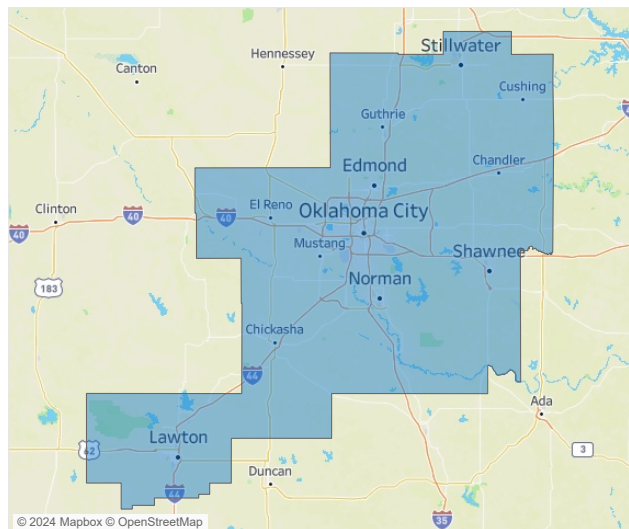 Stillwater
Hennessey
Canton
Cushing
Guthrie
Edmond
Chandler
El Reno
Clinton
40
40
40
Oklahoma City
Mustang
Shawnee
183
Norman
Chickasha
44
Ada
Lawton
62
3
Duncan
44
35
© 2024 Mapbox © OpenStreetMap